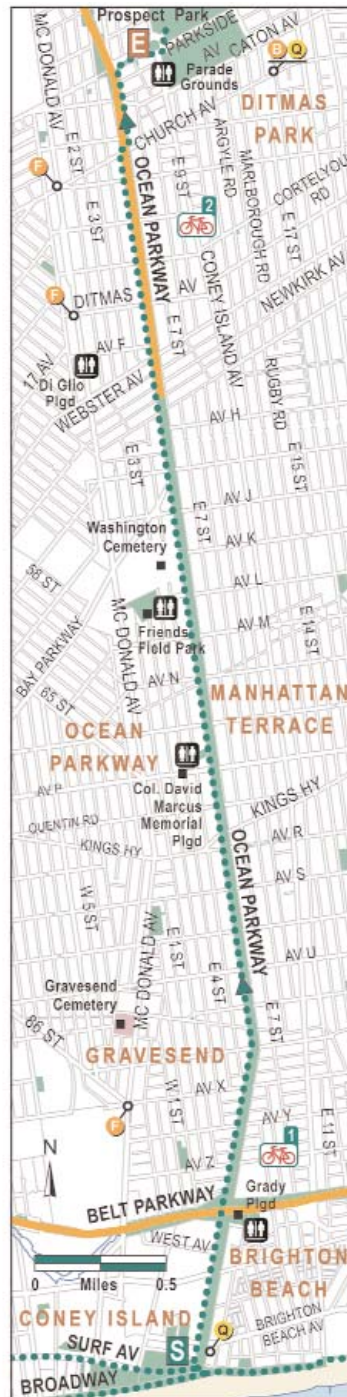 Prospect Park
E
PARKSIDE
AV
CATON AV
B
Q
MC DONALD AV
Parade
Grounds
DITMAS
PARK
CHURCH AV
E 2 ST
F
E 3 ST
OCEAN PARKWAY
E 9 ST
ARGYLE RD
MARLBOROUGH RD
CORTELYOU
RD
E 17 ST
2
CONEY ISLAND AV
F
DITMAS
AV
NEWKIRK AV
E 7 ST
AV F
17 AV
Di Gilo
Plgd
WEBSTER AV
RUGBY RD
AV H
E 15 ST
E 3 ST
AV J
E 7 ST
Washington
Cemetery
AV K
58 ST
AV L
MC DONALD AV
Friends
Field Park
AV M
E 14 ST
BAY PARKWAY
65 ST
AV N
MANHATTAN
TERRACE
OCEAN
PARKWAY
AV P
Col. David
Marcus
Memorial
Plgd
KINGS HY
QUENTIN RD
KINGS HY
OCEAN PARKWAY
AV R
AV S
W 5 ST
MC DONALD AV
E 1 ST
AV U
E 4 ST
Gravesend
Cemetery
E 7 ST
86 ST
GRAVESEND
W 1 ST
AV X
F
AV Y
E 11 ST
1
N
AV Z
BELT PARKWAY
Grady
Plgd
WEST AV
BRIGHTON
BEACH
0 Miles 0.5
CONEY ISLAND
Q
BRIGHTON
BEACH AV
SURF AV
S
BROADWAY